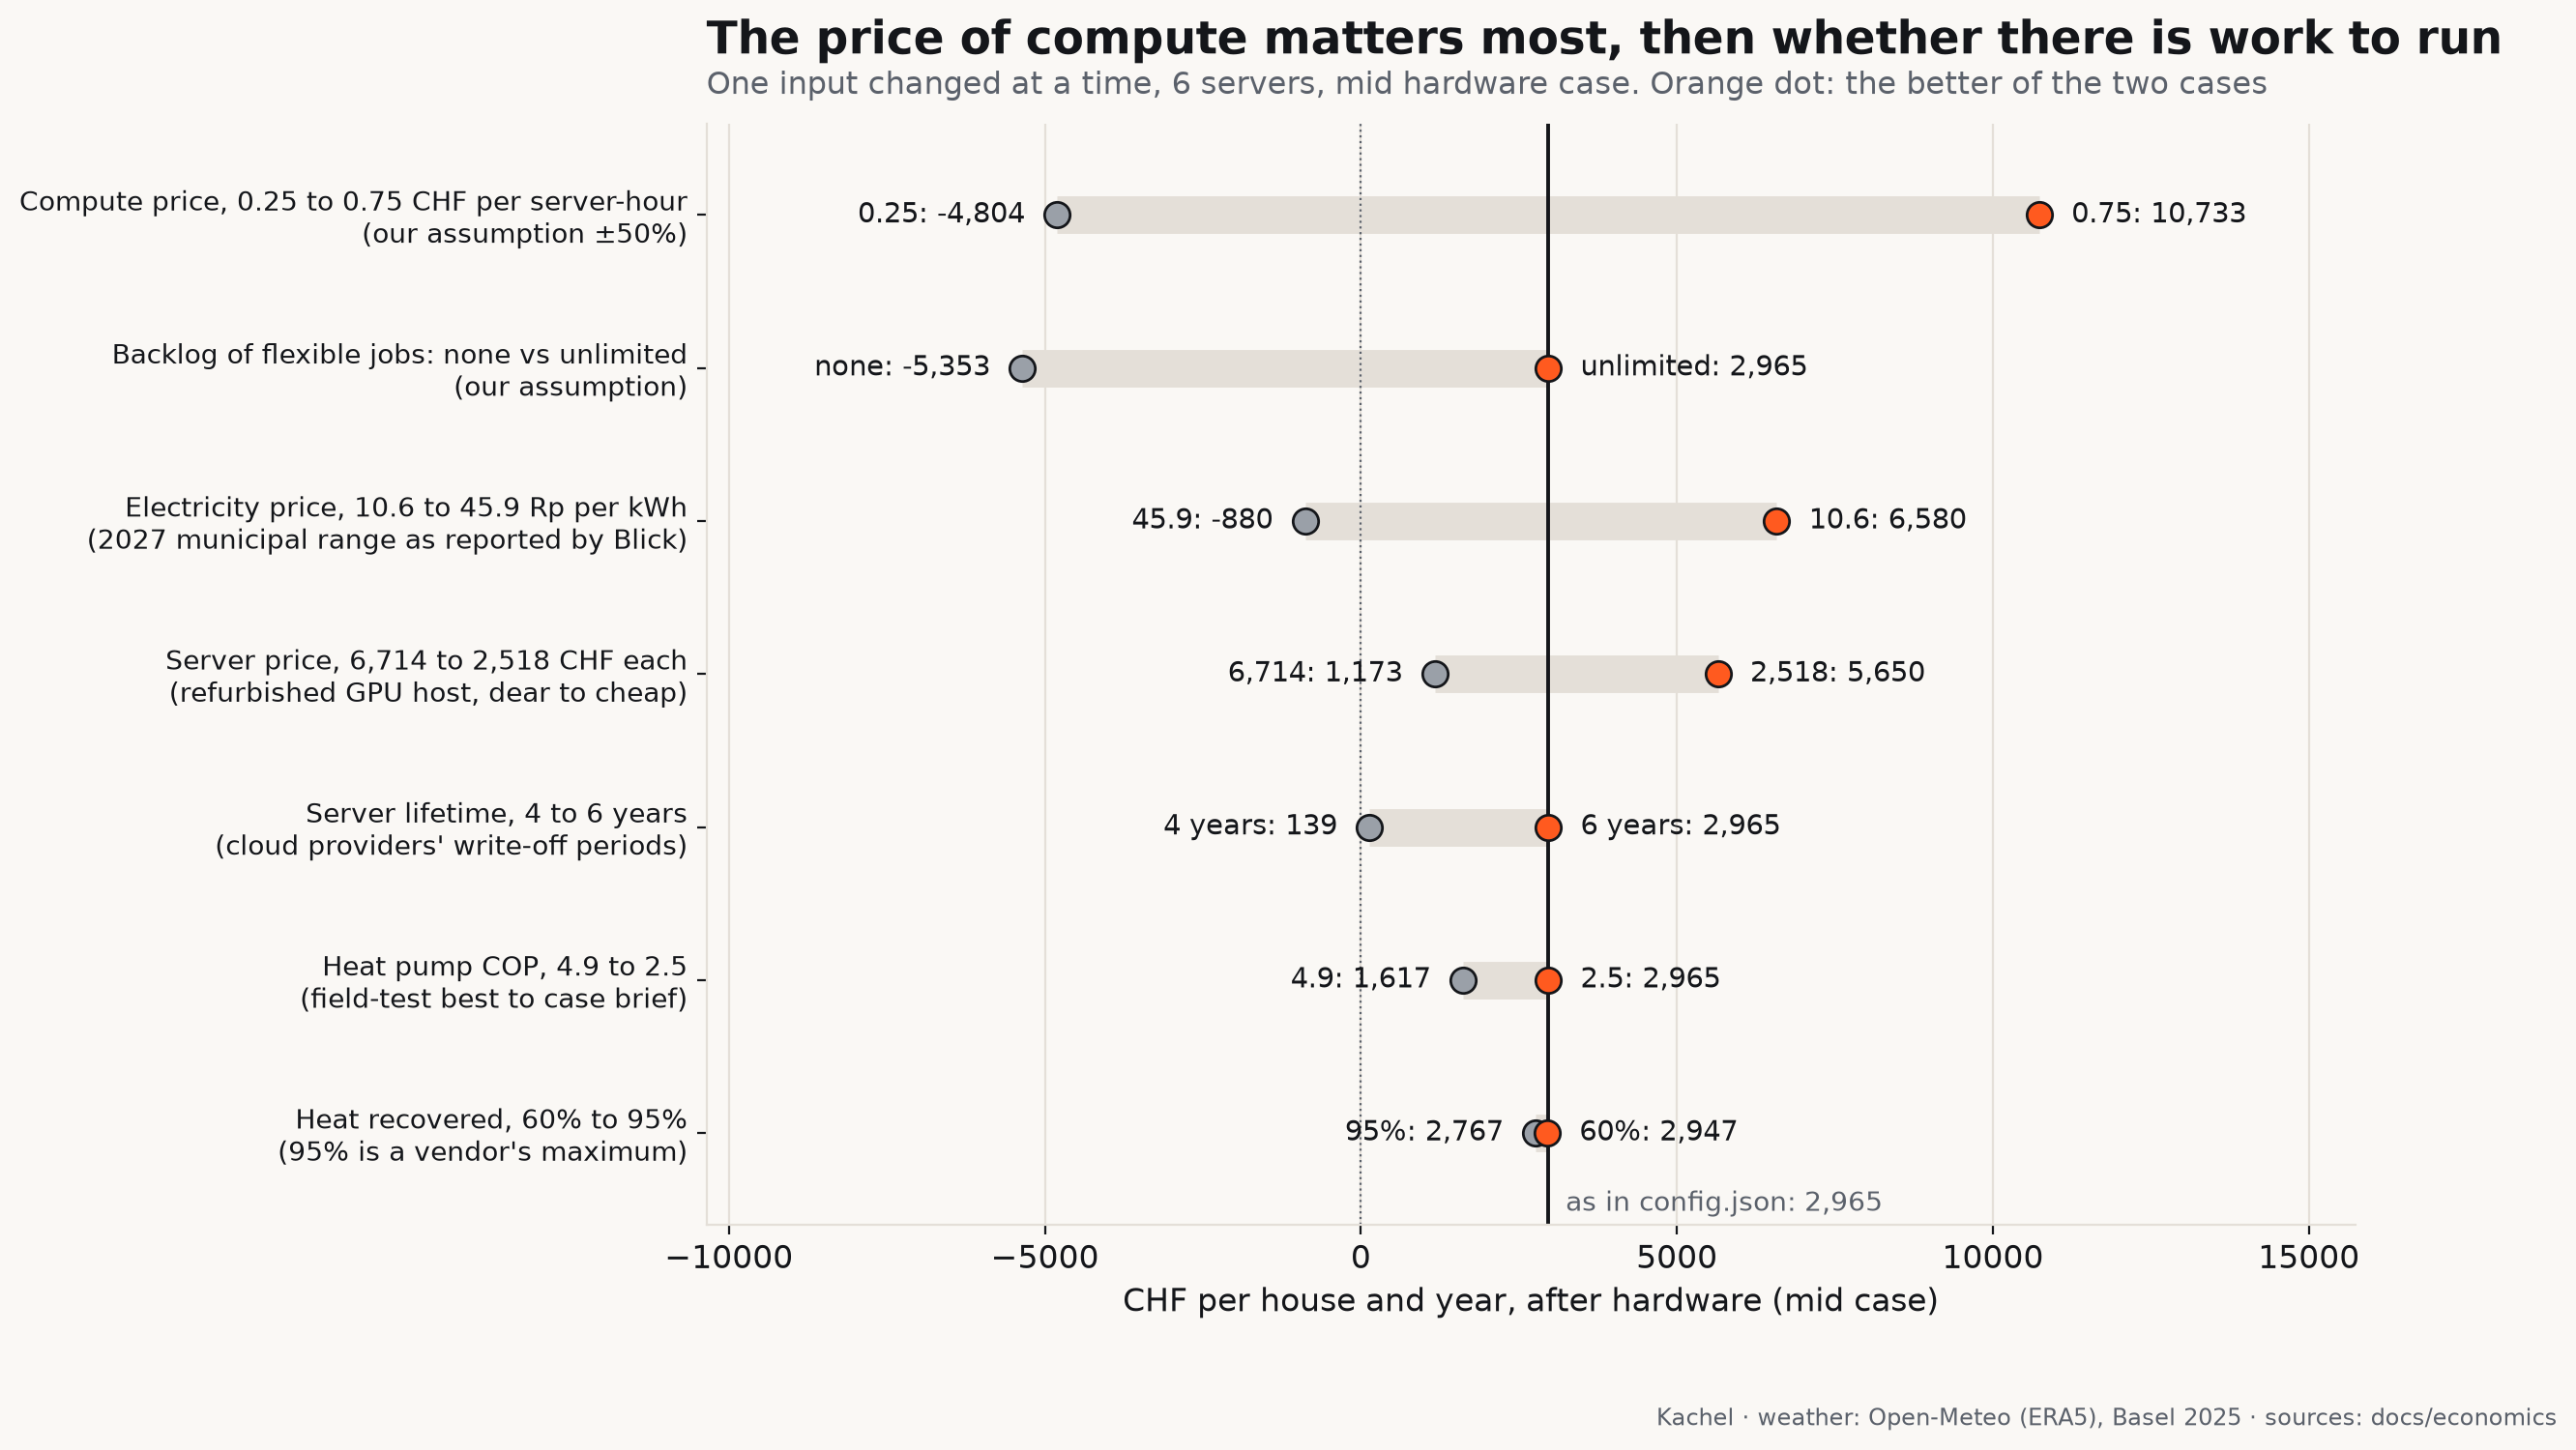 The price of compute matters most, then whether there is work to run
One input changed at a time, 6 servers, mid hardware case. Orange dot: the better of the two cases
Compute price, 0.25 to 0.75 CHF per server-hour
(our assumption ±50%)
0.25: -4,804
0.75: 10,733
Backlog of flexible jobs: none vs unlimited
(our assumption)
none: -5,353
unlimited: 2,965
Electricity price, 10.6 to 45.9 Rp per kWh
(2027 municipal range as reported by Blick)
45.9: -880
10.6: 6,580
Server price, 6,714 to 2,518 CHF each
(refurbished GPU host, dear to cheap)
6,714: 1,173
2,518: 5,650
Server lifetime, 4 to 6 years
(cloud providers' write-off periods)
4 years: 139
6 years: 2,965
Heat pump COP, 4.9 to 2.5
(field-test best to case brief)
4.9: 1,617
2.5: 2,965
Heat recovered, 60% to 95%
(95% is a vendor's maximum)
95%: 2,767
60%: 2,947
as in config.json: 2,965
−10000 −5000 0 5000 10000 15000
CHF per house and year, after hardware (mid case)
Kachel · weather: Open-Meteo (ERA5), Basel 2025 · sources: docs/economics